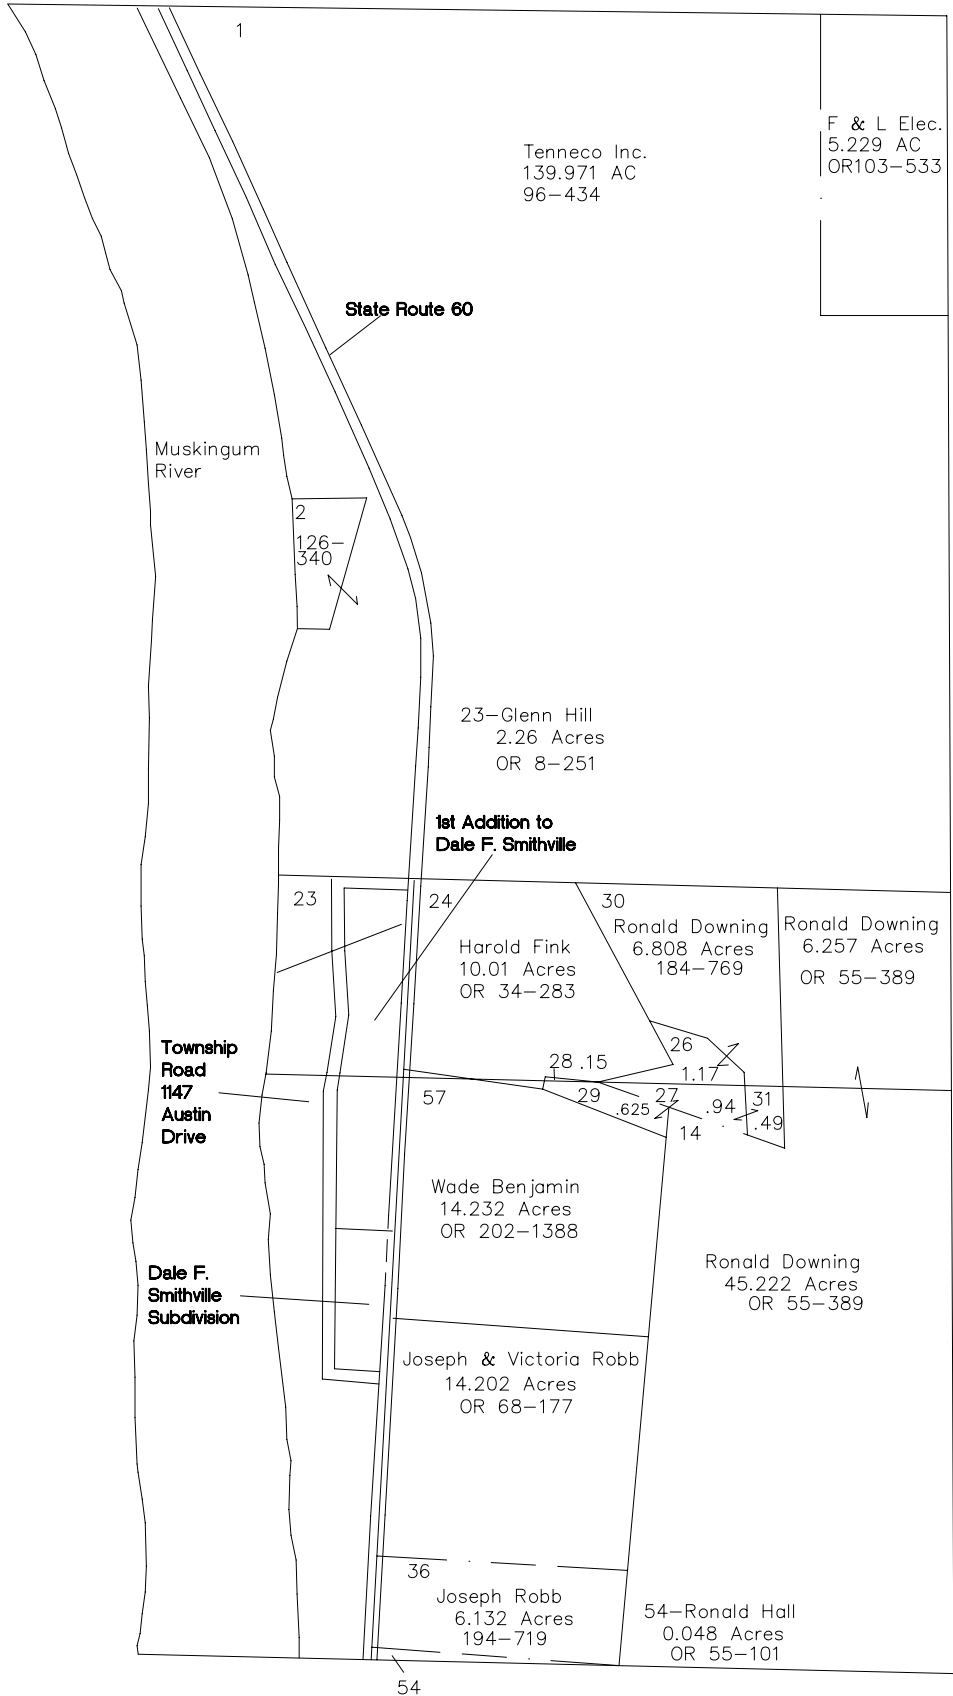 1
Tenneco Inc.
139.971 AC
96-434
F & L Elec.
5.229 AC
OR103-533
State Route 60
Muskingum
River
2
126-
340
23-Glenn Hill
2.26 Acres
OR 8-251
1st Addition to
Dale F. Smithville
23
24
30
Harold Fink
10.01 Acres
OR 34-283
Ronald Downing
6.808 Acres
184-769
Ronald Downing
6.257 Acres
OR 55-389
26
1.17
28 .15
29
.625
27
.94
31
.49
14
57
Township
Road
1147
Austin
Drive
Wade Benjamin
14.232 Acres
OR 202-1388
Dale F.
Smithville
Subdivision
Ronald Downing
45.222 Acres
OR 55-389
Joseph & Victoria Robb
14.202 Acres
OR 68-177
36
Joseph Robb
6.132 Acres
194-719
54-Ronald Hall
0.048 Acres
OR 55-101
54